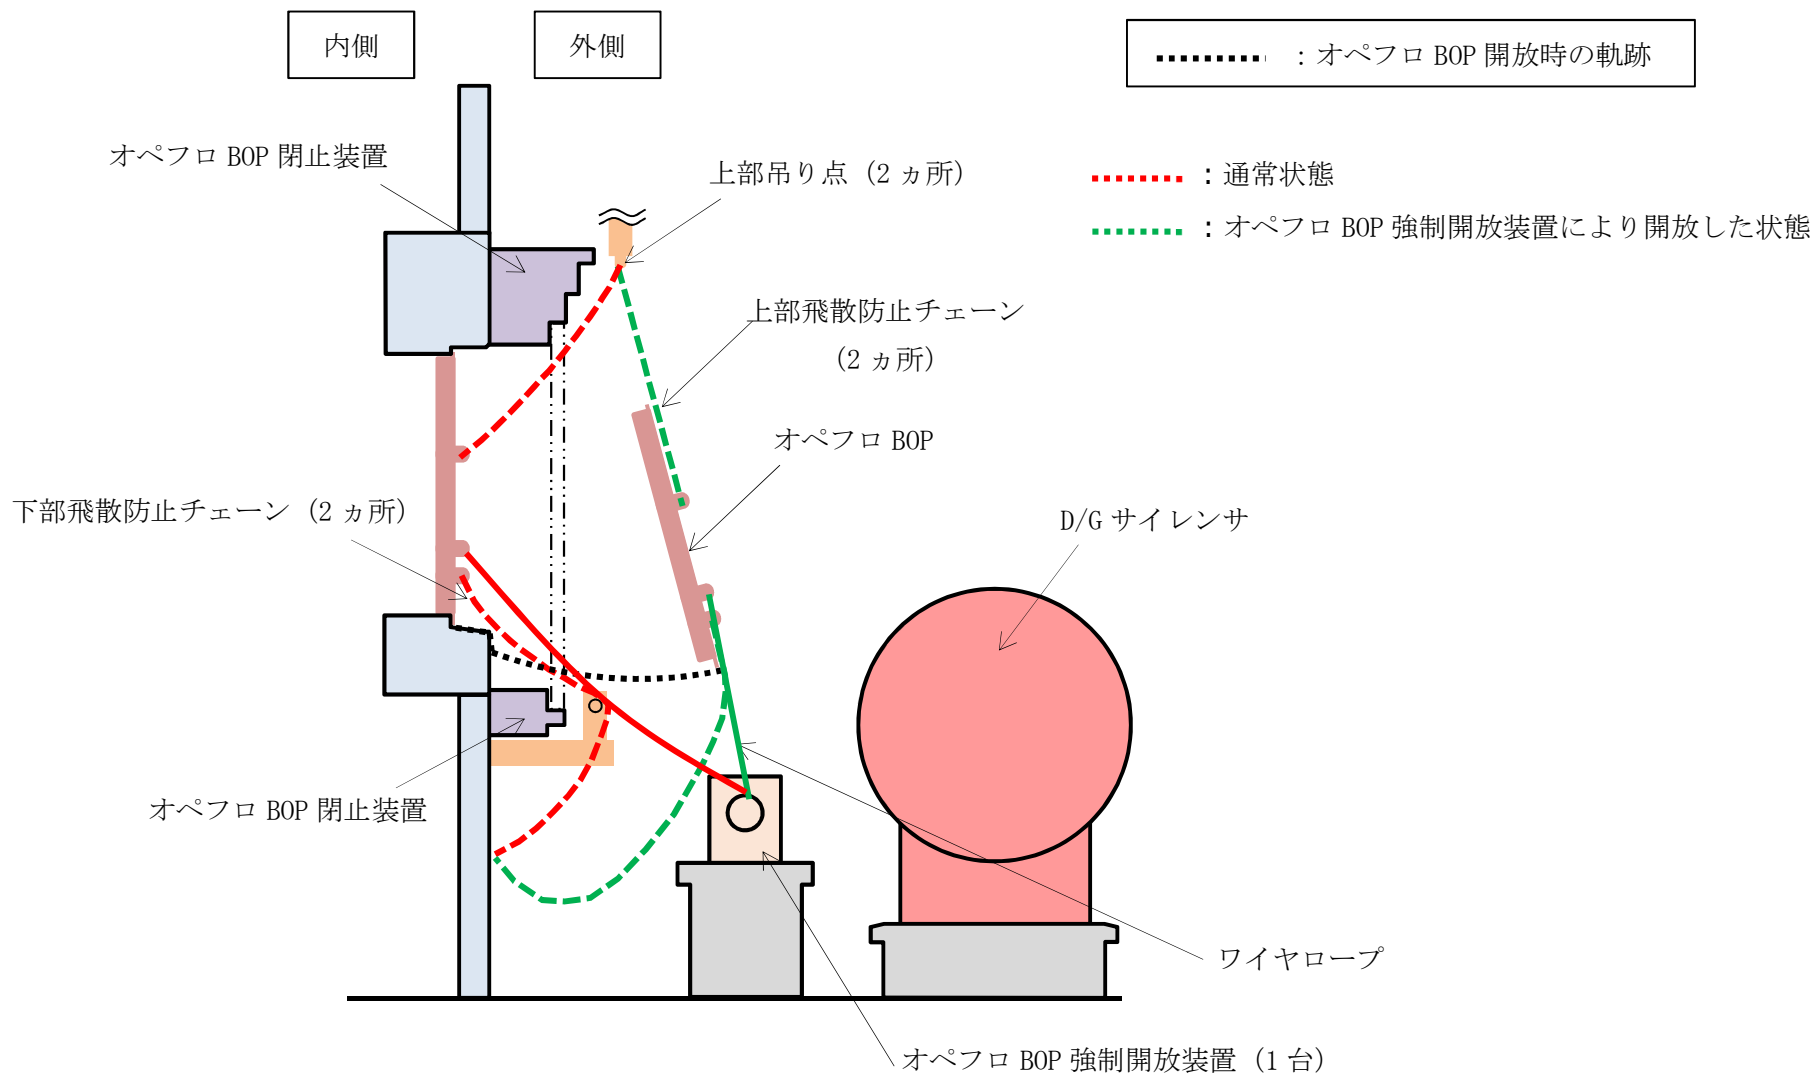 内側
外側
：オペフロ BOP 開放時の軌跡
オペフロ BOP 閉止装置
上部吊り点（2 ヵ所）
：通常状態
：オペフロ BOP 強制開放装置により開放した状態
上部飛散防止チェーン
（2 ヵ所）
オペフロ BOP
下部飛散防止チェーン（2 ヵ所）
D/G サイレンサ
オペフロ BOP 閉止装置
ワイヤロープ
オペフロ BOP 強制開放装置（1 台）